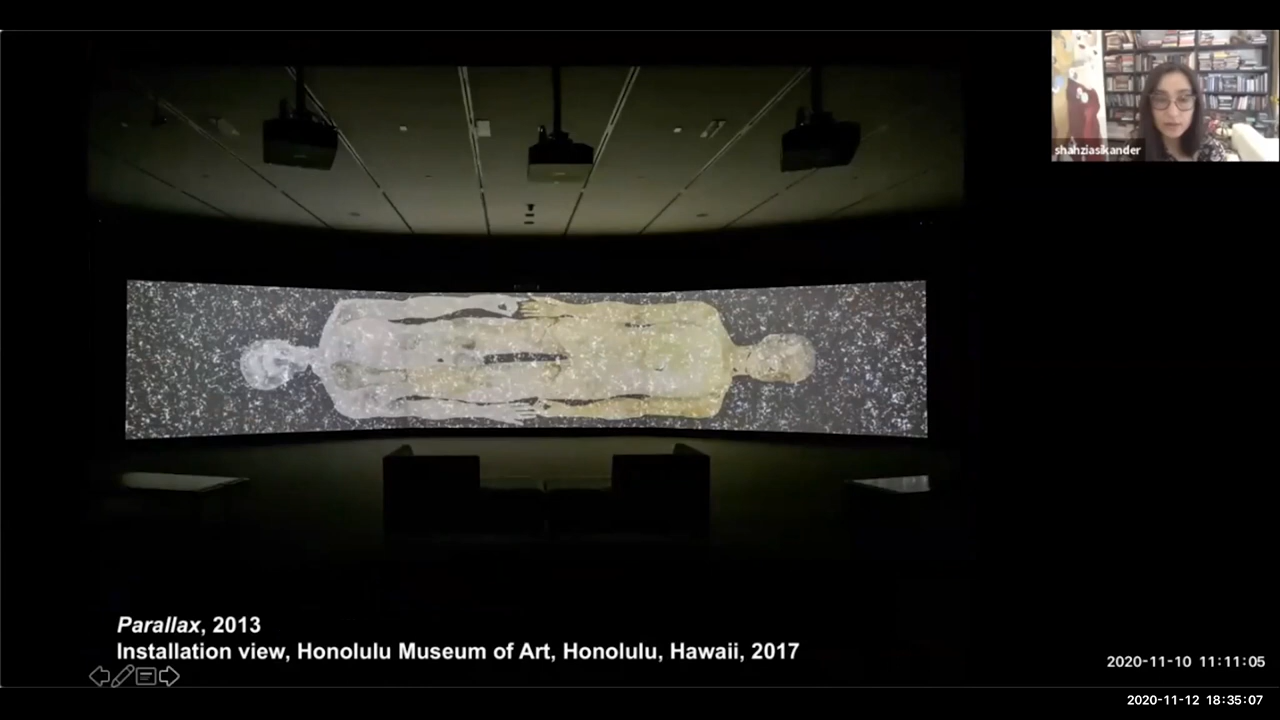 shahziasikander
Parallax, 2013
Installation view, Honolulu Museum of Art, Honolulu, Hawaii, 2017
2020-11-10 11:11:05
2020-11-12 18:35:07